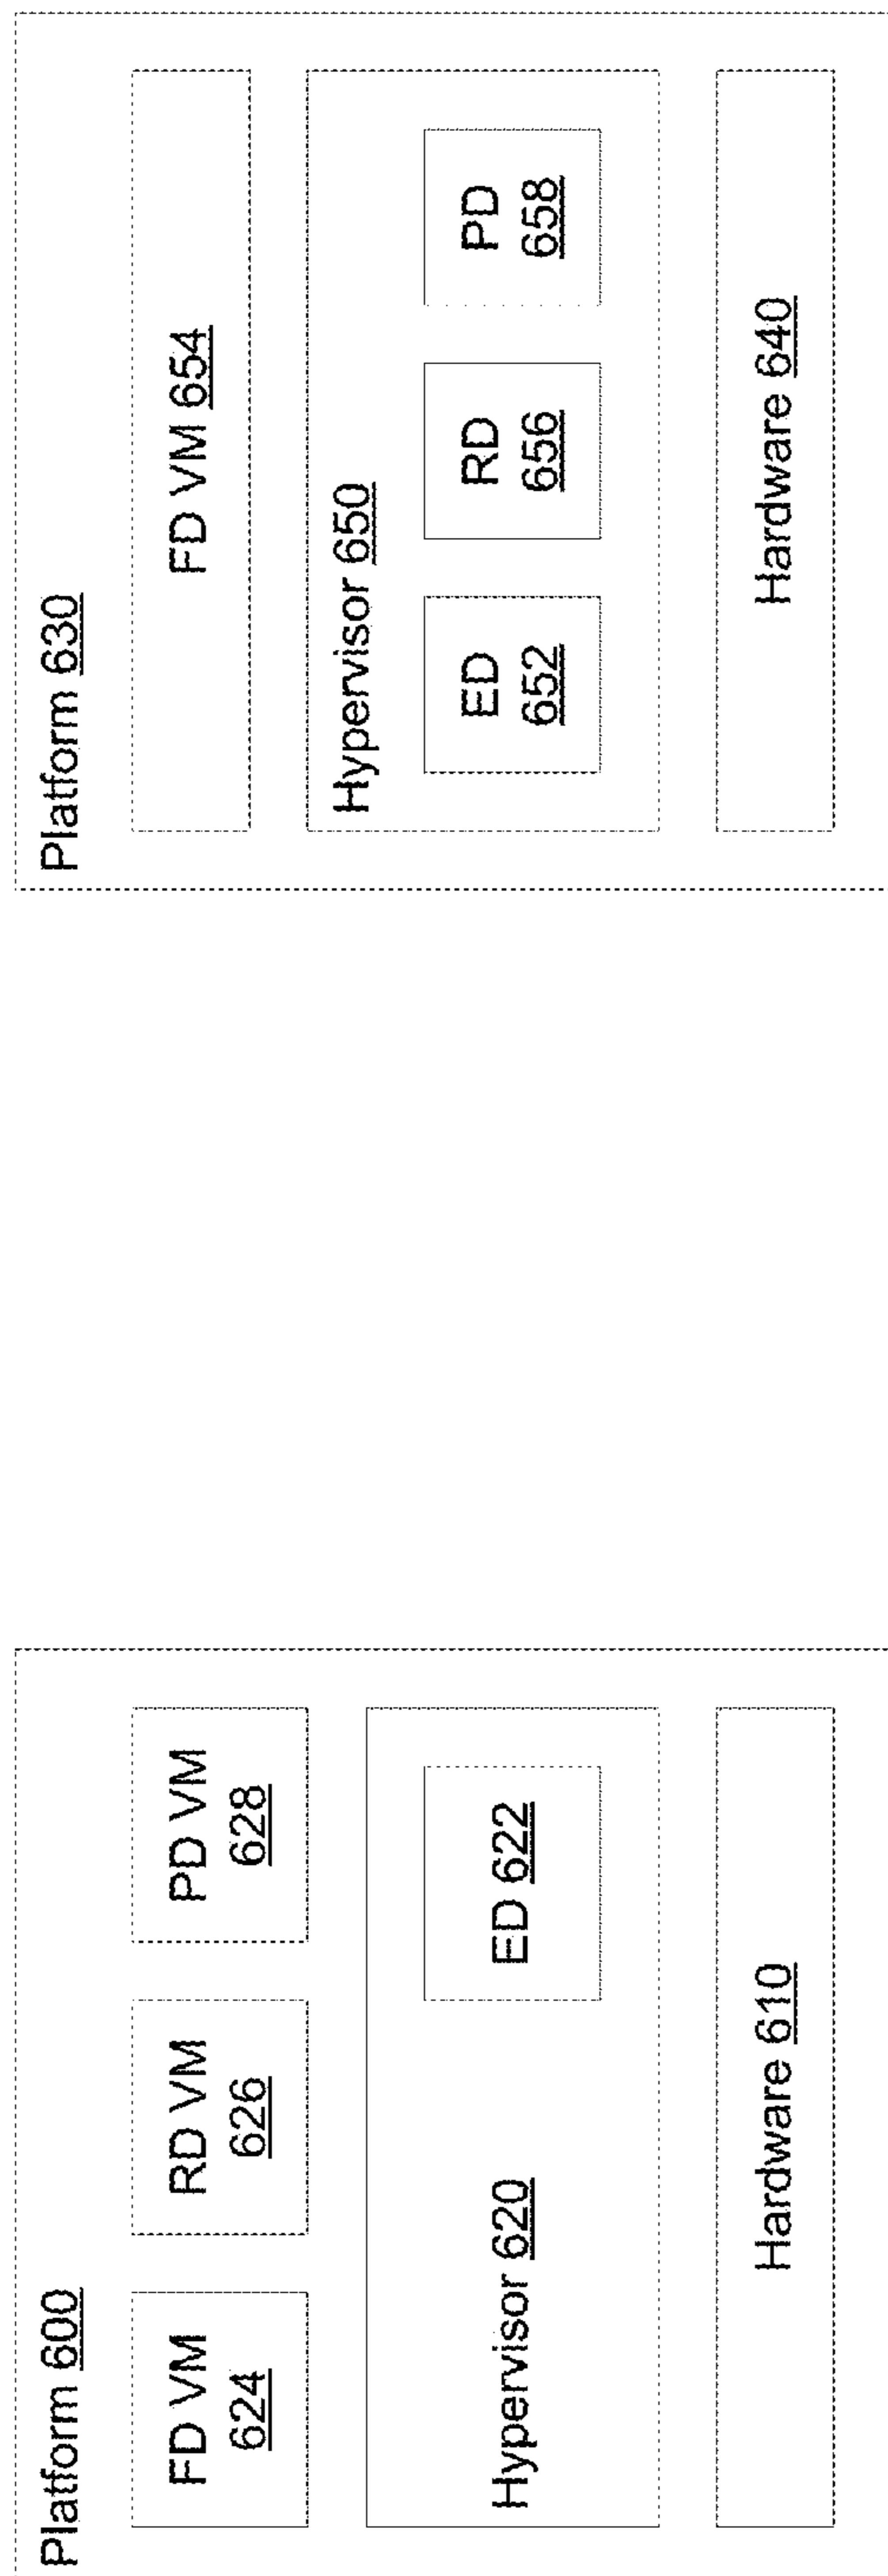 Platform 600
FD VM
624
RD VM
626
PD VM
628
Hypervisor 620
ED 622
Hardware 610
Platform 630
FD VM 654
Hypervisor 650
ED
652
RD
656
PD
658
Hardware 640